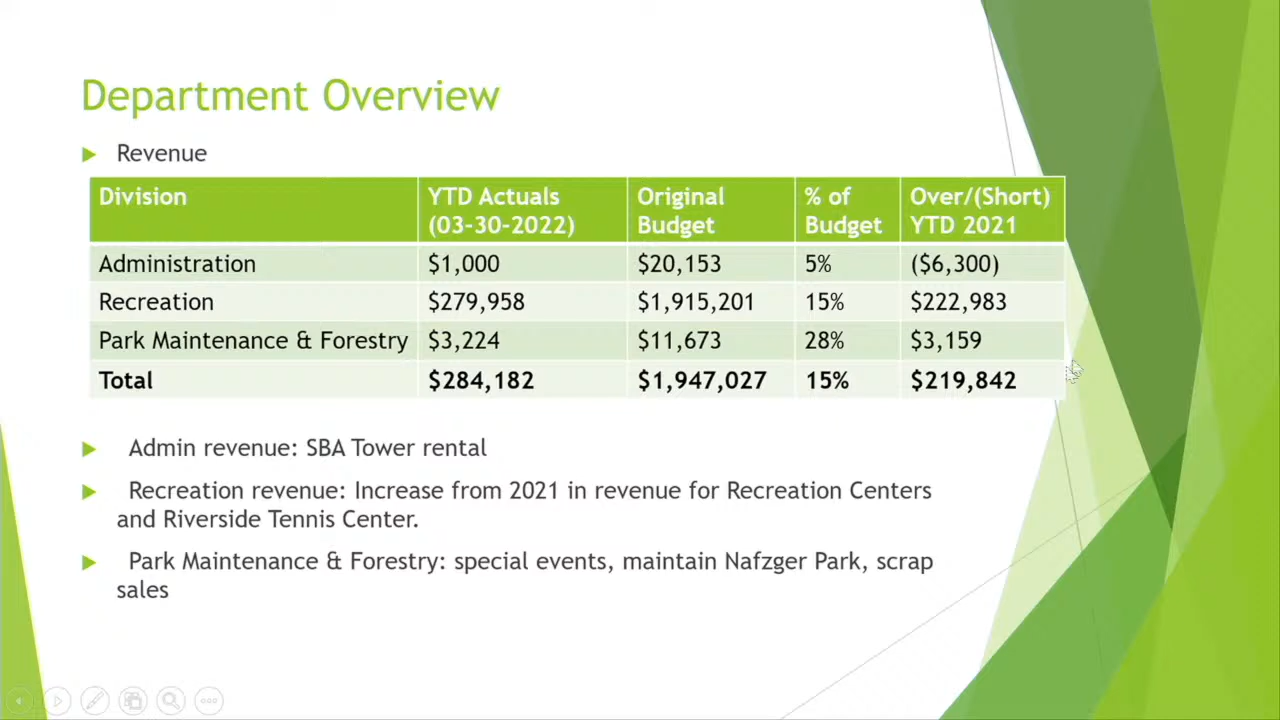 Department Overview
Revenue
Division YTD Actuals (03-30-2022) Original Budget % of Budget Over/(Short) YTD 2021
Administration $1,000 $20,153 5% ($6,300)
Recreation $279,958 $1,915,201 15% $222,983
Park Maintenance & Forestry $3,224 $11,673 28% $3,159
Total $284,182 $1,947,027 15% $219,842
Admin revenue: SBA Tower rental
Recreation revenue: Increase from 2021 in revenue for Recreation Centers
and Riverside Tennis Center.
Park Maintenance & Forestry: special events, maintain Nafzger Park, scrap
sales